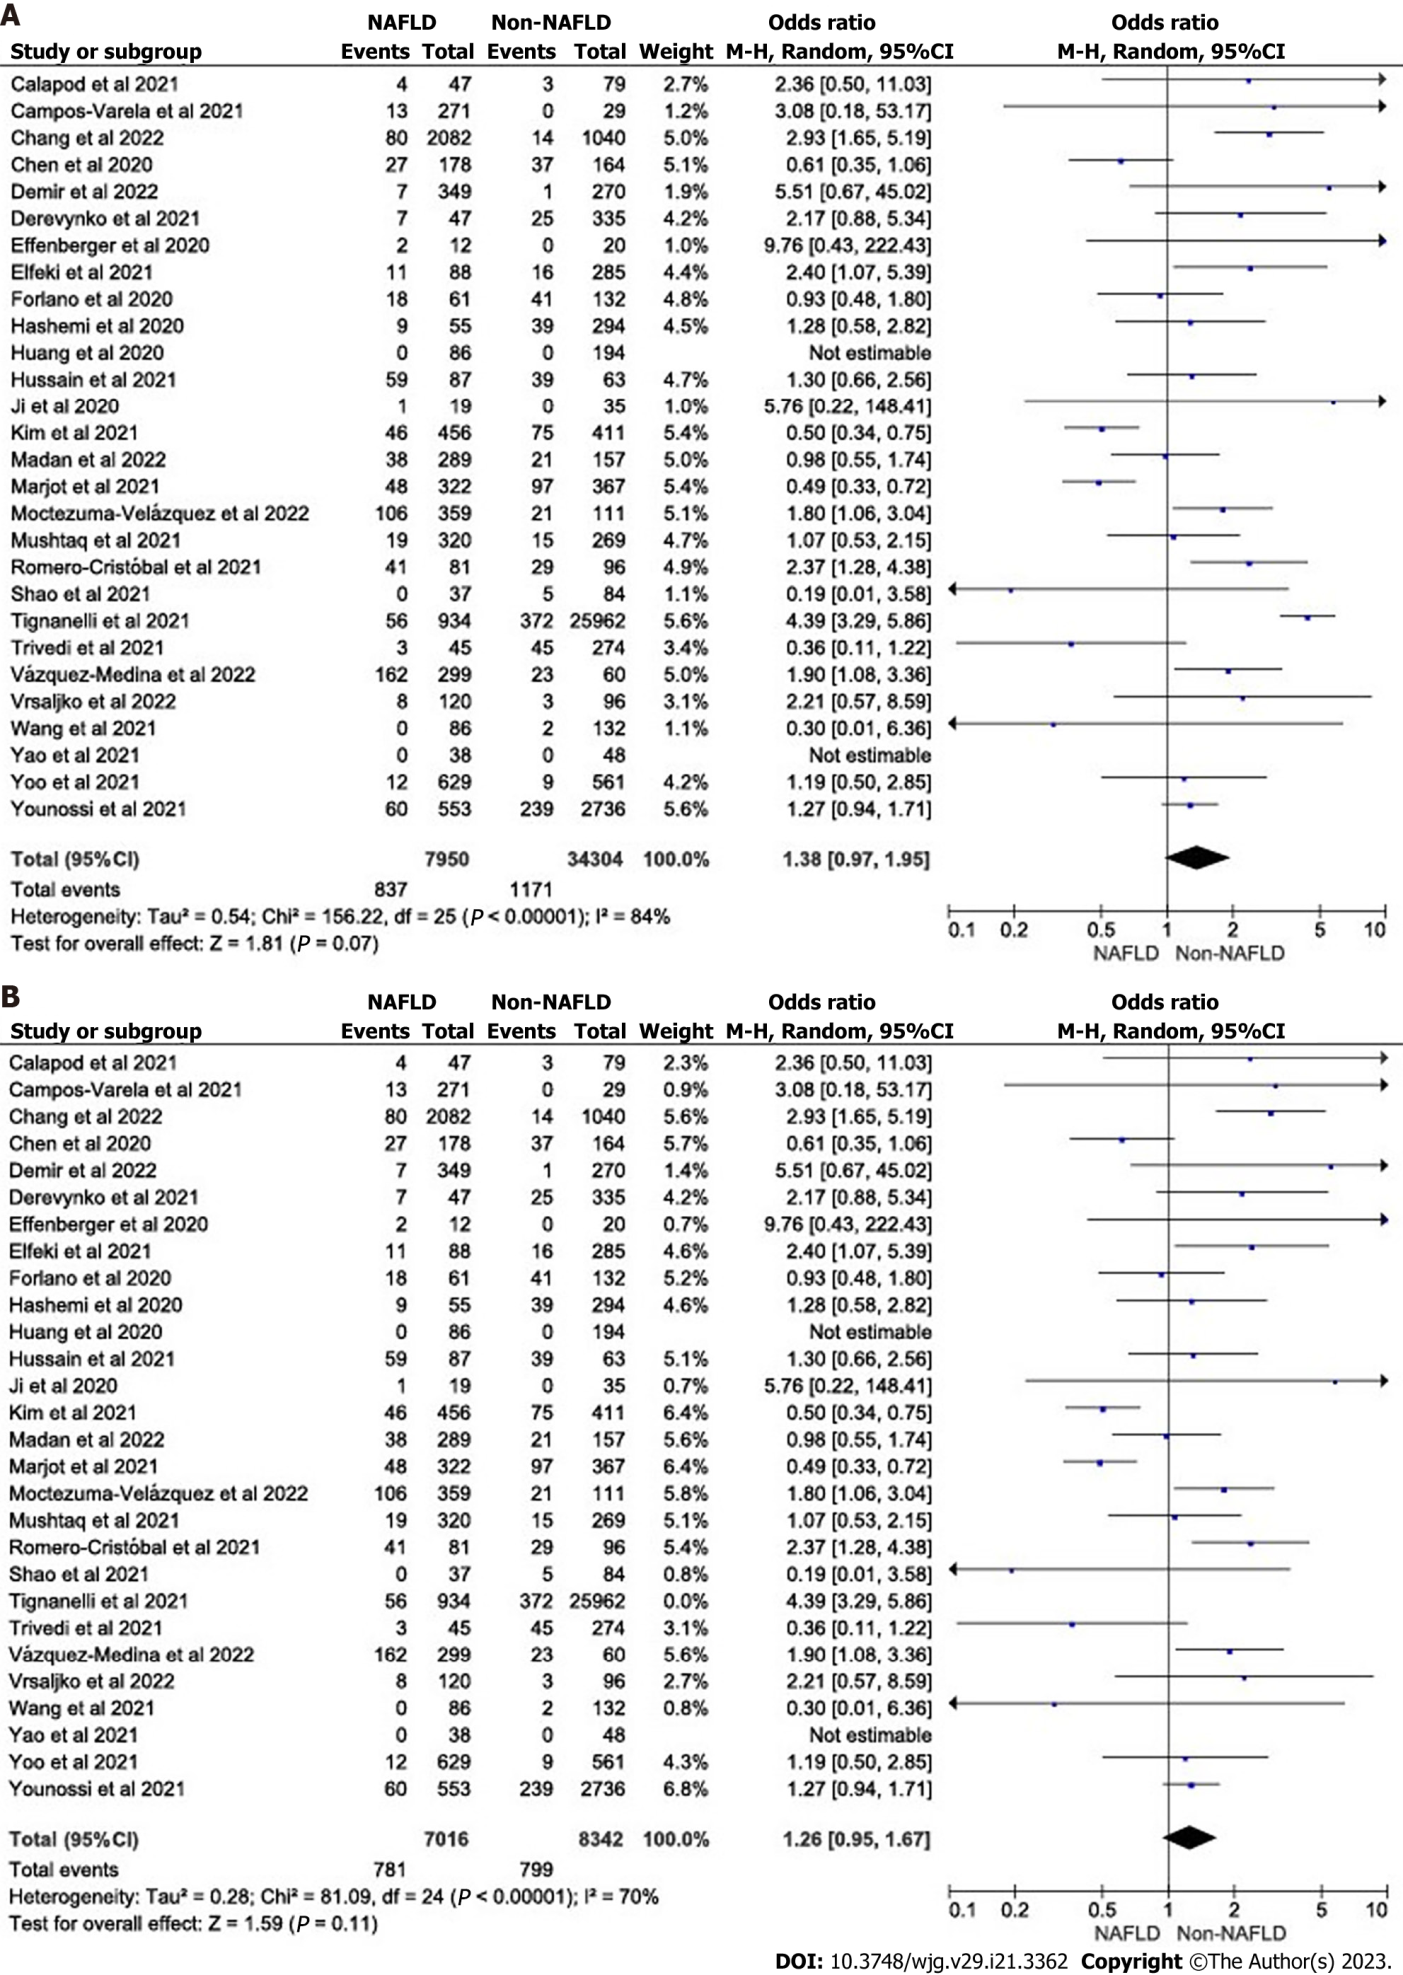 A
NAFLD Non-NAFLD Odds ratio Odds ratio
Study or subgroup Events Total Events Total Weight M-H, Random, 95%CI M-H, Random, 95%CI
Calapod et al 2021 4 47 3 79 2.7% 2.36 [0.50, 11.03]
Campos-Varela et al 2021 13 271 0 29 1.2% 3.08 [0.18, 53.17]
Chang et al 2022 80 2082 14 1040 5.0% 2.93 [1.65, 5.19]
Chen et al 2020 27 178 37 164 5.1% 0.61 [0.35, 1.06]
Demir et al 2022 7 349 1 270 1.9% 5.51 [0.67, 45.02]
Derevynko et al 2021 7 47 25 335 4.2% 2.17 [0.88, 5.34]
Effenberger et al 2020 2 12 0 20 1.0% 9.76 [0.43, 222.43]
Elfeki et al 2021 11 88 16 285 4.4% 2.40 [1.07, 5.39]
Forlano et al 2020 18 61 41 132 4.8% 0.93 [0.48, 1.80]
Hashemi et al 2020 9 55 39 294 4.5% 1.28 [0.58, 2.82]
Huang et al 2020 0 86 0 194 Not estimable
Hussain et al 2021 59 87 39 63 4.7% 1.30 [0.66, 2.56]
Ji et al 2020 1 19 0 35 1.0% 5.76 [0.22, 148.41]
Kim et al 2021 46 456 75 411 5.4% 0.50 [0.34, 0.75]
Madan et al 2022 38 289 21 157 5.0% 0.98 [0.55, 1.74]
Marjot et al 2021 48 322 97 367 5.4% 0.49 [0.33, 0.72]
Moctezuma-Velázquez et al 2022 106 359 21 111 5.1% 1.80 [1.06, 3.04]
Mushtaq et al 2021 19 320 15 269 4.7% 1.07 [0.53, 2.15]
Romero-Cristóbal et al 2021 41 81 29 96 4.9% 2.37 [1.28, 4.38]
Shao et al 2021 0 37 5 84 1.1% 0.19 [0.01, 3.58]
Tignanelli et al 2021 56 934 372 25962 5.6% 4.39 [3.29, 5.86]
Trivedi et al 2021 3 45 45 274 3.4% 0.36 [0.11, 1.22]
Vázquez-Medina et al 2022 162 299 23 60 5.0% 1.90 [1.08, 3.36]
Vrsaljko et al 2022 8 120 3 96 3.1% 2.21 [0.57, 8.59]
Wang et al 2021 0 86 2 132 1.1% 0.30 [0.01, 6.36]
Yao et al 2021 0 38 0 48 Not estimable
Yoo et al 2021 12 629 9 561 4.2% 1.19 [0.50, 2.85]
Younossi et al 2021 60 553 239 2736 5.6% 1.27 [0.94, 1.71]
Total (95%CI) 7950 34304 100.0% 1.38 [0.97, 1.95]
Total events 837 1171
Heterogeneity: Tau² = 0.54; Chi² = 156.22, df = 25 (P < 0.00001); I² = 84%
Test for overall effect: Z = 1.81 (P = 0.07)
0.1 0.2 0.5 1 2 5 10
NAFLD Non-NAFLD
B
NAFLD Non-NAFLD Odds ratio Odds ratio
Study or subgroup Events Total Events Total Weight M-H, Random, 95%CI M-H, Random, 95%CI
Calapod et al 2021 4 47 3 79 2.3% 2.36 [0.50, 11.03]
Campos-Varela et al 2021 13 271 0 29 0.9% 3.08 [0.18, 53.17]
Chang et al 2022 80 2082 14 1040 5.6% 2.93 [1.65, 5.19]
Chen et al 2020 27 178 37 164 5.7% 0.61 [0.35, 1.06]
Demir et al 2022 7 349 1 270 1.4% 5.51 [0.67, 45.02]
Derevynko et al 2021 7 47 25 335 4.2% 2.17 [0.88, 5.34]
Effenberger et al 2020 2 12 0 20 0.7% 9.76 [0.43, 222.43]
Elfeki et al 2021 11 88 16 285 4.6% 2.40 [1.07, 5.39]
Forlano et al 2020 18 61 41 132 5.2% 0.93 [0.48, 1.80]
Hashemi et al 2020 9 55 39 294 4.6% 1.28 [0.58, 2.82]
Huang et al 2020 0 86 0 194 Not estimable
Hussain et al 2021 59 87 39 63 5.1% 1.30 [0.66, 2.56]
Ji et al 2020 1 19 0 35 0.7% 5.76 [0.22, 148.41]
Kim et al 2021 46 456 75 411 6.4% 0.50 [0.34, 0.75]
Madan et al 2022 38 289 21 157 5.6% 0.98 [0.55, 1.74]
Marjot et al 2021 48 322 97 367 6.4% 0.49 [0.33, 0.72]
Moctezuma-Velázquez et al 2022 106 359 21 111 5.8% 1.80 [1.06, 3.04]
Mushtaq et al 2021 19 320 15 269 5.1% 1.07 [0.53, 2.15]
Romero-Cristóbal et al 2021 41 81 29 96 5.4% 2.37 [1.28, 4.38]
Shao et al 2021 0 37 5 84 0.8% 0.19 [0.01, 3.58]
Tignanelli et al 2021 56 934 372 25962 0.0% 4.39 [3.29, 5.86]
Trivedi et al 2021 3 45 45 274 3.1% 0.36 [0.11, 1.22]
Vázquez-Medina et al 2022 162 299 23 60 5.6% 1.90 [1.08, 3.36]
Vrsaljko et al 2022 8 120 3 96 2.7% 2.21 [0.57, 8.59]
Wang et al 2021 0 86 2 132 0.8% 0.30 [0.01, 6.36]
Yao et al 2021 0 38 0 48 Not estimable
Yoo et al 2021 12 629 9 561 4.3% 1.19 [0.50, 2.85]
Younossi et al 2021 60 553 239 2736 6.8% 1.27 [0.94, 1.71]
Total (95%CI) 7016 8342 100.0% 1.26 [0.95, 1.67]
Total events 781 799
Heterogeneity: Tau² = 0.28; Chi² = 81.09, df = 24 (P < 0.00001); I² = 70%
Test for overall effect: Z = 1.59 (P = 0.11)
0.1 0.2 0.5 1 2 5 10
NAFLD Non-NAFLD
DOI: 10.3748/wjg.v29.i21.3362 Copyright ©The Author(s) 2023.